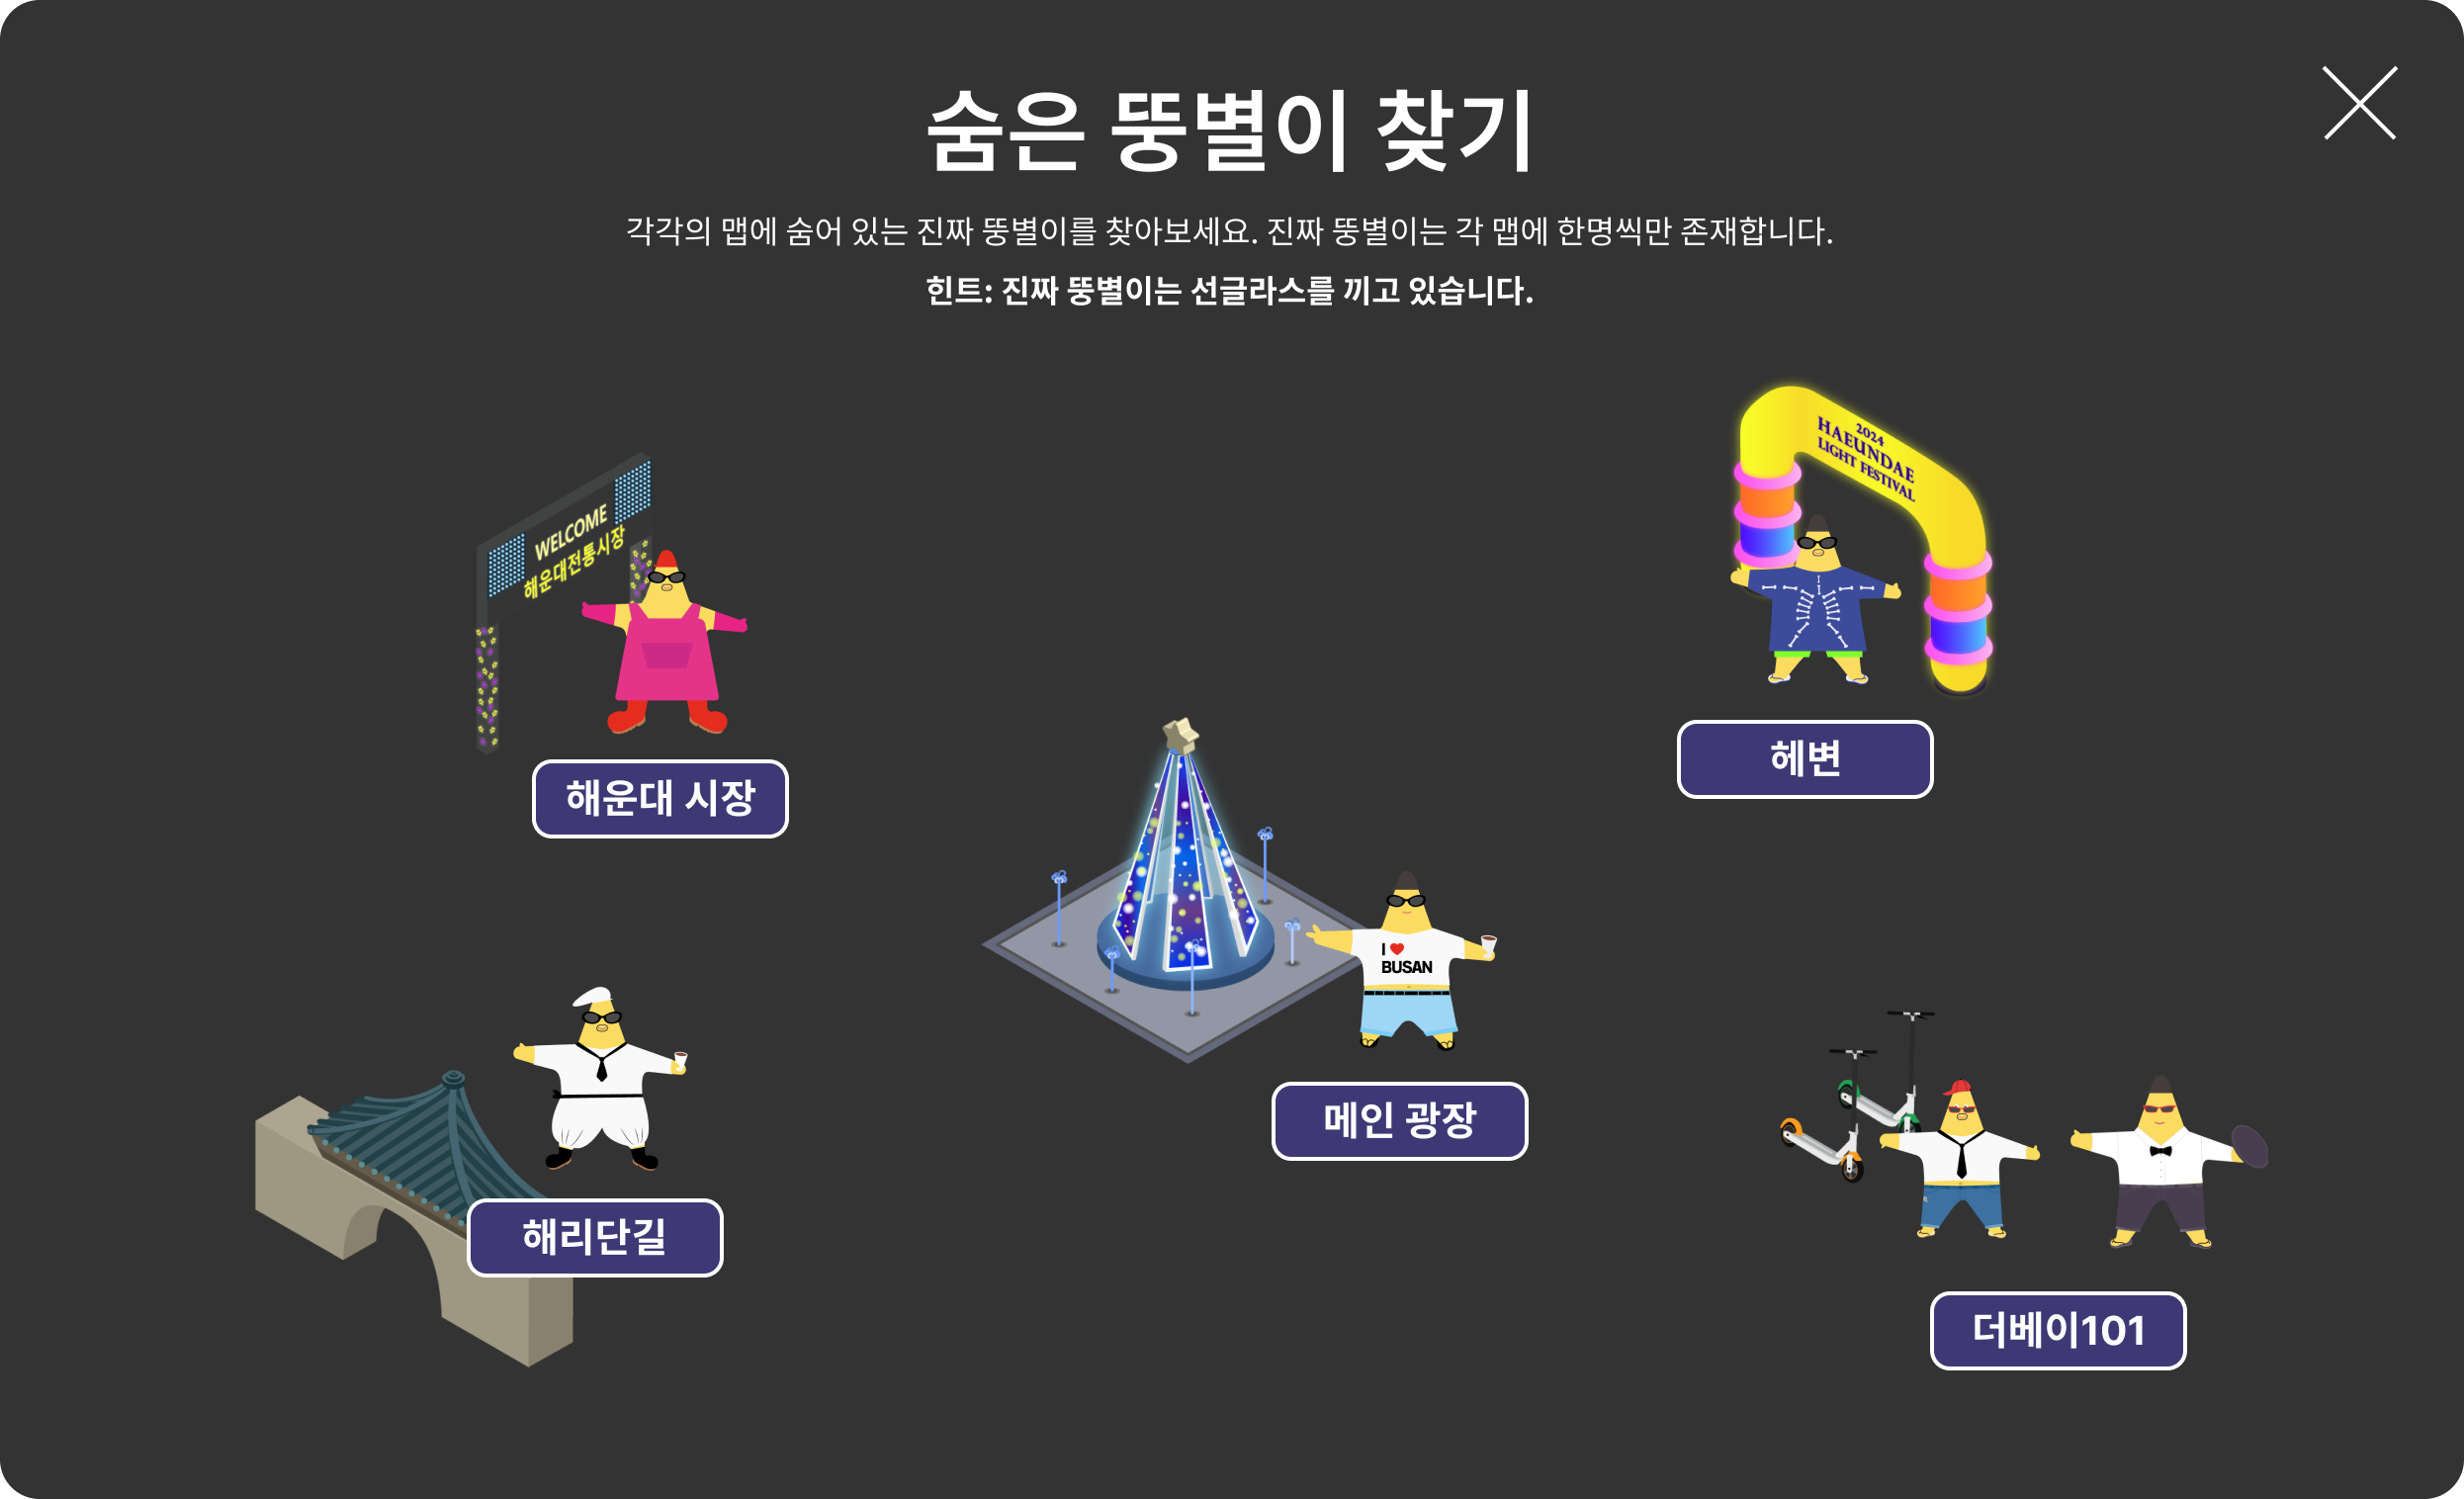 숨은 뚱별이 찾기
각각의 맵에 숨어 있는 진짜 뚱별이를 찾아보세요. 진짜 뚱별이는 각 맵에 한명씩만 존재합니다.
힌트: 진짜 뚱별이는 선글라스를 끼고 있습니다.
2024
HAEUNDAE
LIGHT FESTIVAL
WELCOME
해운대전통시장
해변
해운대 시장
I ♥
BUSAN
메인 광장
해리단길
더베이101